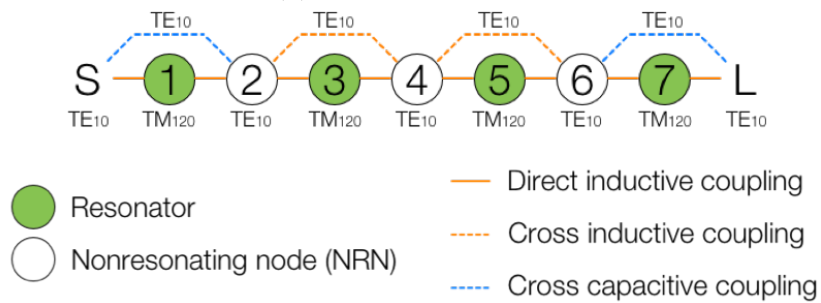 TE10 TE10 TE10 TE10
S 1 2 3 4 5 6 7 L
TE10 TM120 TE10 TM120 TE10 TM120 TE10 TM120 TE10
Direct inductive coupling
Resonator
Cross inductive coupling
Nonresonating node (NRN)
Cross capacitive coupling